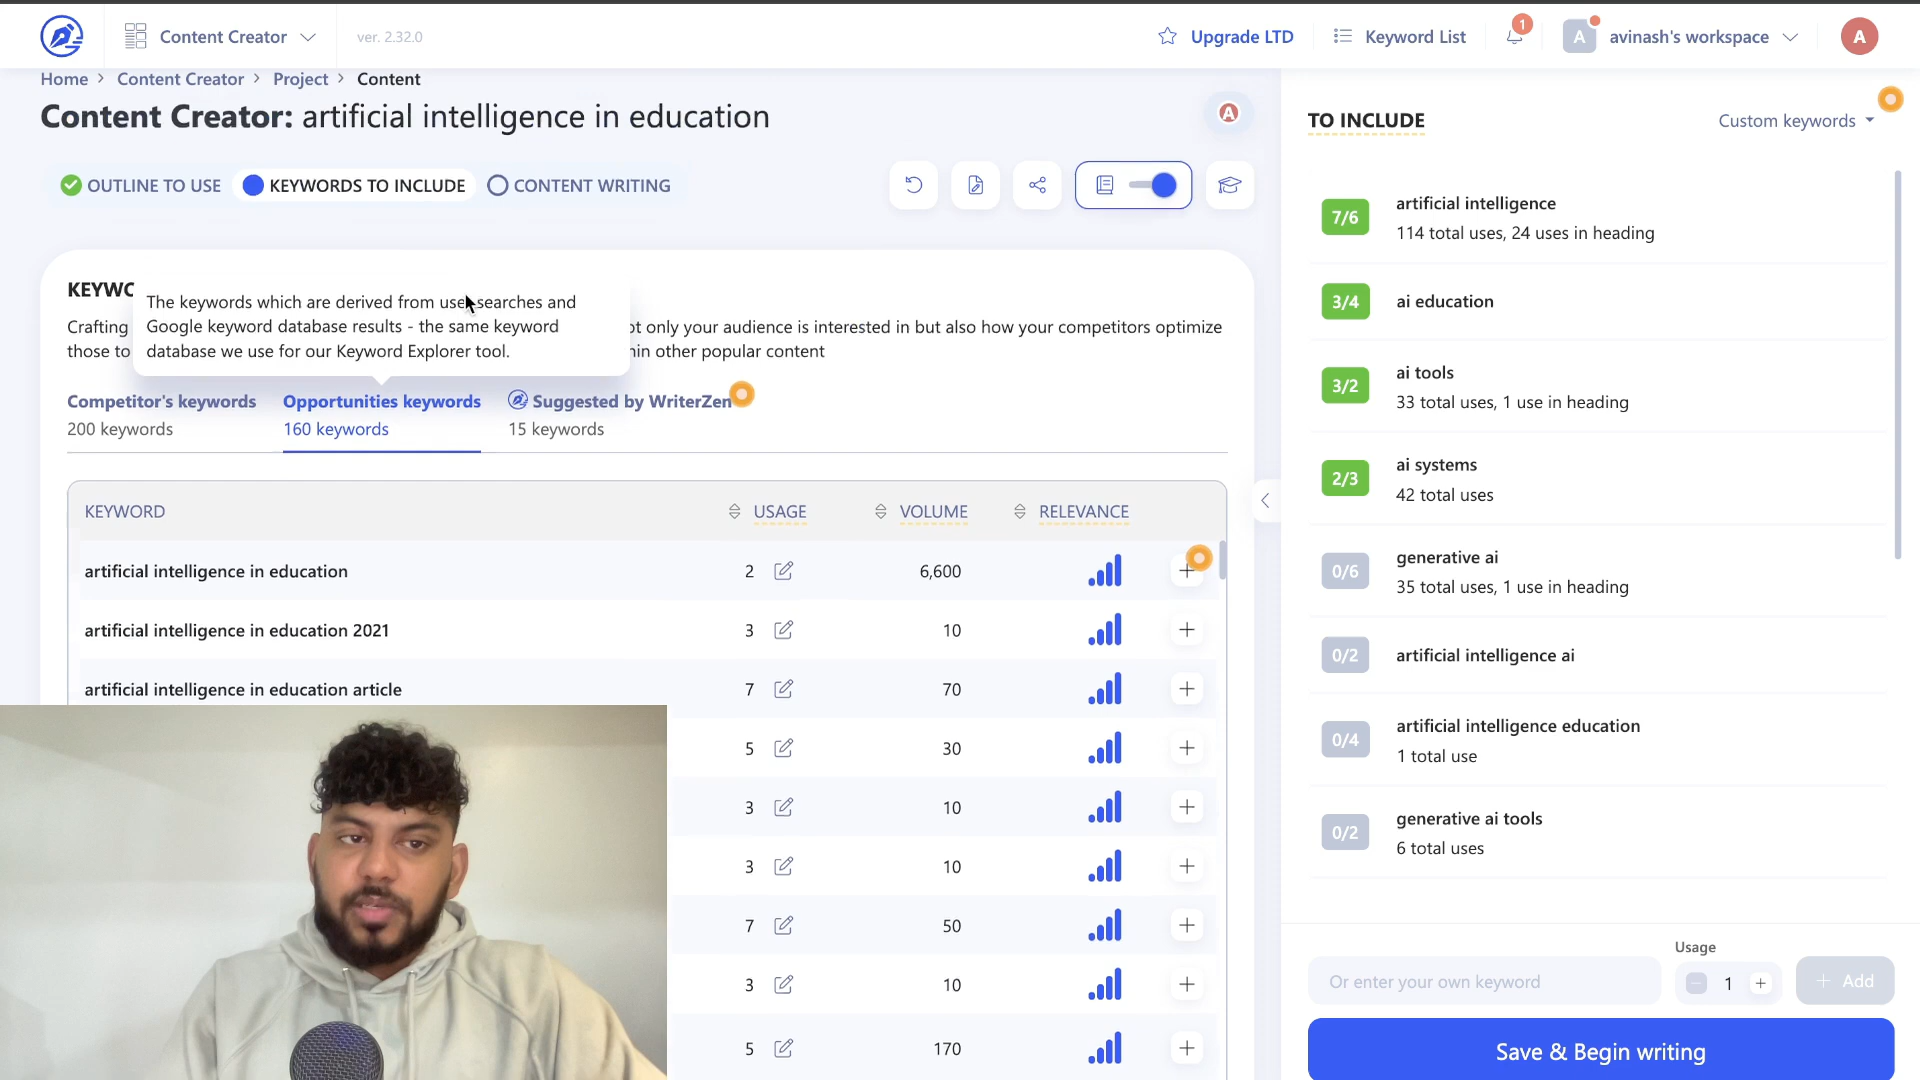 Content Creator
ver. 2.32.0
Upgrade LTD
Keyword List
1
A
avinash's workspace
A
Home > Content Creator > Project > Content
Content Creator: artificial intelligence in education
A
OUTLINE TO USE
KEYWORDS TO INCLUDE
CONTENT WRITING
KEYWO
The keywords which are derived from use searches and
Google keyword database results - the same keyword
database we use for our Keyword Explorer tool.
Crafting
ot only your audience is interested in but also how your competitors optimize
those to
hin other popular content
Competitor's keywords
200 keywords
Opportunities keywords
160 keywords
Suggested by WriterZen
15 keywords
KEYWORD USAGE VOLUME RELEVANCE
artificial intelligence in education 2 6,600
artificial intelligence in education 2021 3 10
artificial intelligence in education article 7 70
5 30
3 10
3 10
7 50
3 10
5 170
TO INCLUDE
Custom keywords
7/6
artificial intelligence
114 total uses, 24 uses in heading
3/4
ai education
3/2
ai tools
33 total uses, 1 use in heading
2/3
ai systems
42 total uses
0/6
generative ai
35 total uses, 1 use in heading
0/2
artificial intelligence ai
0/4
artificial intelligence education
1 total use
0/2
generative ai tools
6 total uses
Usage
Or enter your own keyword
1
+ Add
Save & Begin writing